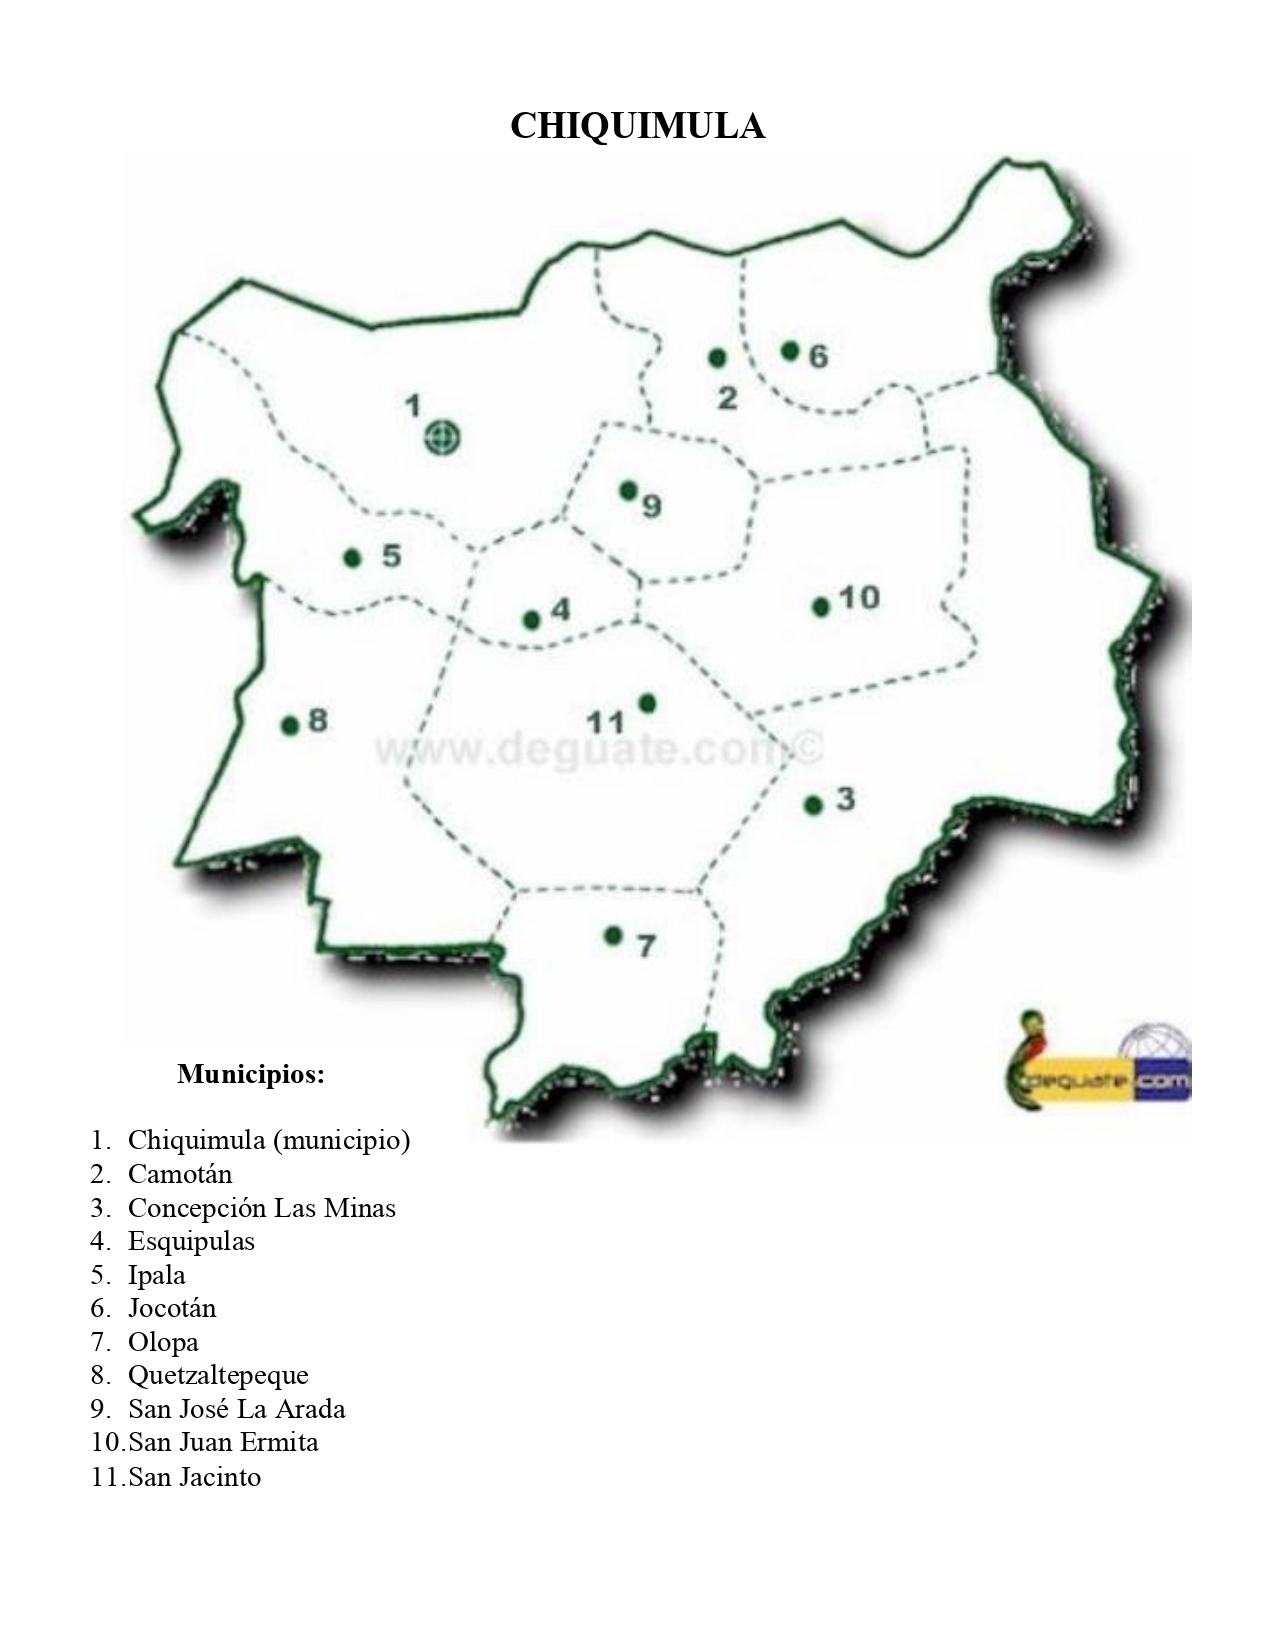 CHIQUIMULA
1
2
6
9
5
4
10
8
11
www.deguate.com©
3
7
deguate.com
Municipios:
1. Chiquimula (municipio)
2. Camotán
3. Concepción Las Minas
4. Esquipulas
5. Ipala
6. Jocotán
7. Olopa
8. Quetzaltepeque
9. San José La Arada
10. San Juan Ermita
11. San Jacinto